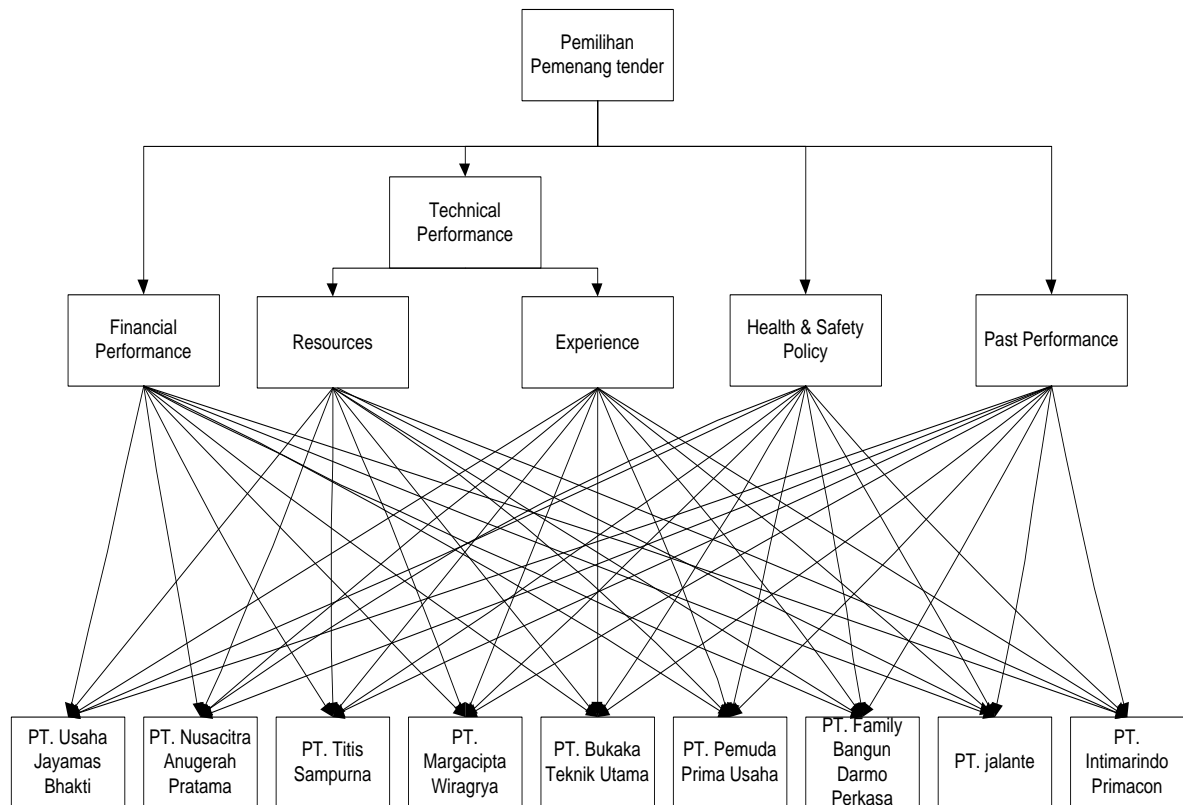 Pemilihan
Pemenang tender
Technical
Performance
Financial
Performance
Resources
Experience
Health & Safety
Policy
Past Performance
PT. Usaha
Jayamas
Bhakti
PT. Nusacitra
Anugerah
Pratama
PT. Titis
Sampurna
PT.
Margacipta
Wiragrya
PT. Bukaka
Teknik Utama
PT. Pemuda
Prima Usaha
PT. Family
Bangun
Darmo
Perkasa
PT. jalante
PT.
Intimarindo
Primacon